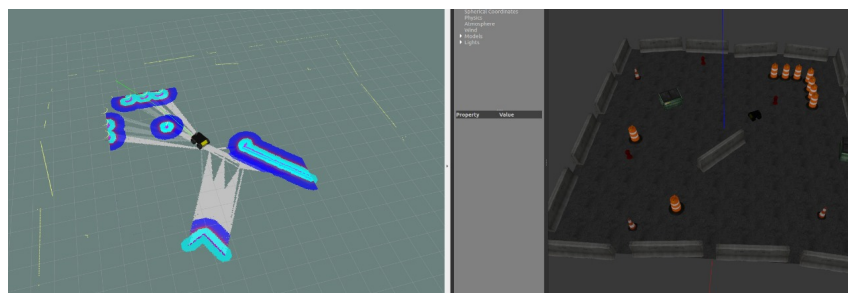 Spherical Coordinates
Physics
Atmosphere
Wind
Models
Lights
Property Value